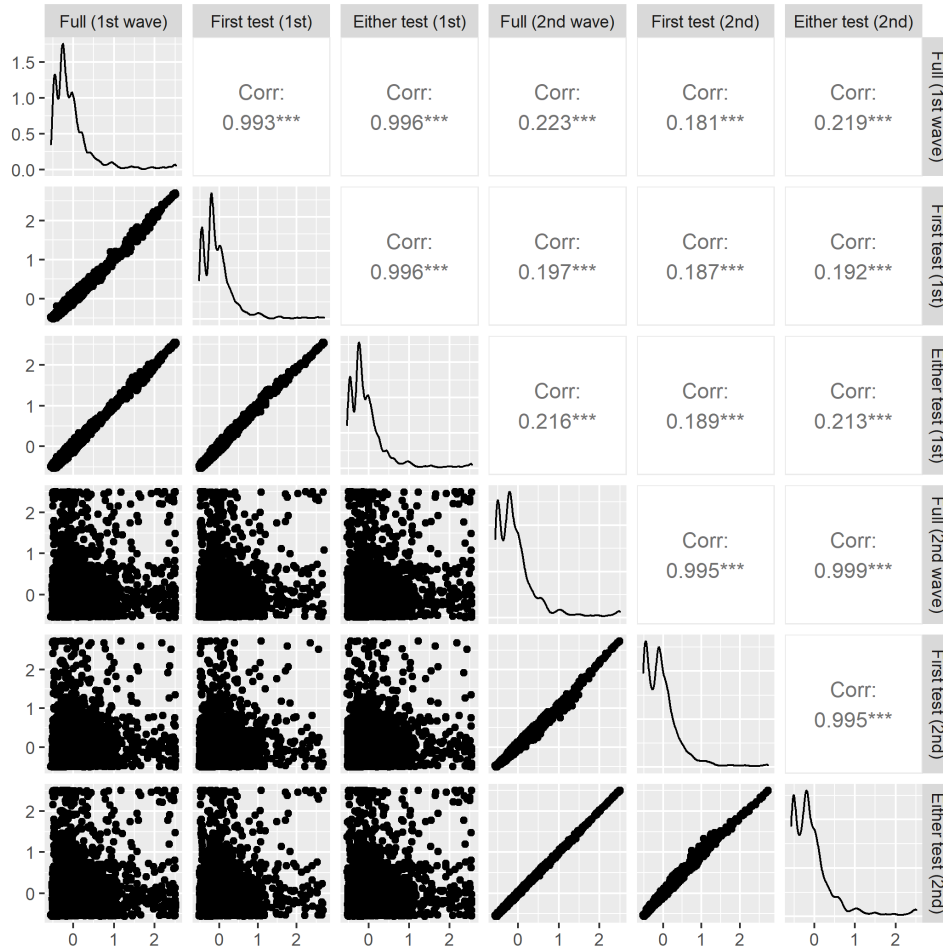 Full (1st wave) First test (1st) Either test (1st) Full (2nd wave) First test (2nd) Either test (2nd)
1.5
1.0
0.5
0.0
Corr:
0.993***
Corr:
0.996***
Corr:
0.223***
Corr:
0.181***
Corr:
0.219***
Full (1st wave)
2
1
0
Corr:
0.996***
Corr:
0.197***
Corr:
0.187***
Corr:
0.192***
First test (1st)
2
1
0
Corr:
0.216***
Corr:
0.189***
Corr:
0.213***
Either test (1st)
2
1
0
Corr:
0.995***
Corr:
0.999***
Full (2nd wave)
2
1
0
Corr:
0.995***
First test (2nd)
2
1
0
Either test (2nd)
0 1 2 0 1 2 0 1 2 0 1 2 0 1 2 0 1 2